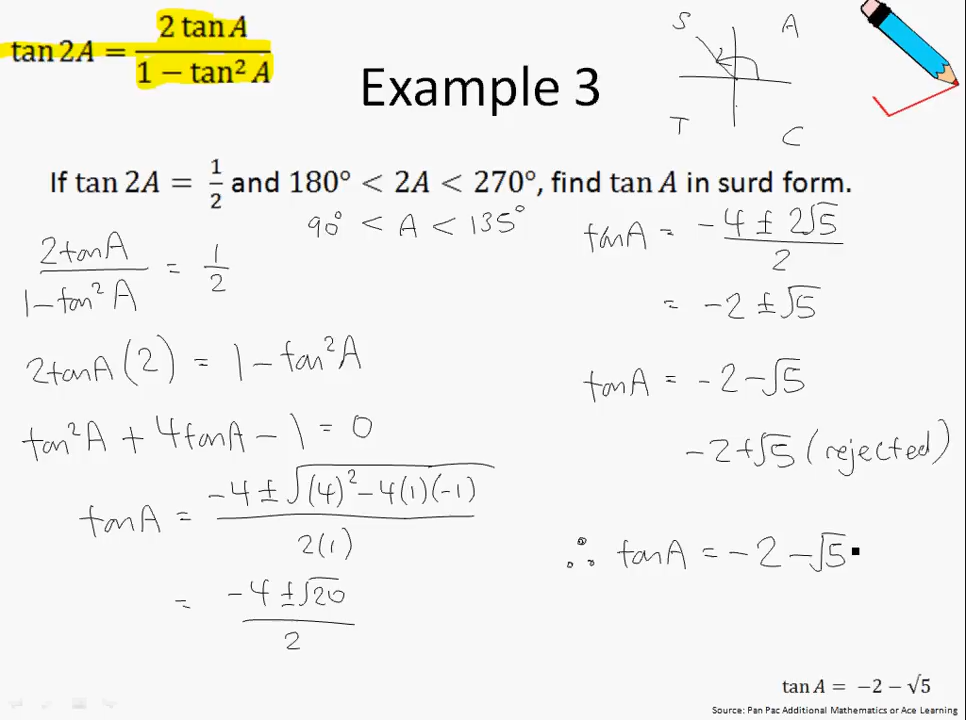 tan 2A = 2 tan A / 1 − tan² A
S A
T C
Example 3
If tan 2A = 1/2 and 180° < 2A < 270°, find tan A in surd form.
90° < A < 135°
2tanA / 1−tan²A = 1/2
2tanA(2) = 1 − tan²A
tan²A + 4tanA − 1 = 0
tanA = −4 ± √(4)² − 4(1)(−1) / 2(1)
= −4 ± √20 / 2
tanA = −4 ± 2√5 / 2
= −2 ± √5
tanA = −2 − √5
−2 + √5 (rejected)
∴ tanA = −2 − √5
tan A = −2 − √5
Source: Pan Pac Additional Mathematics or Ace Learning